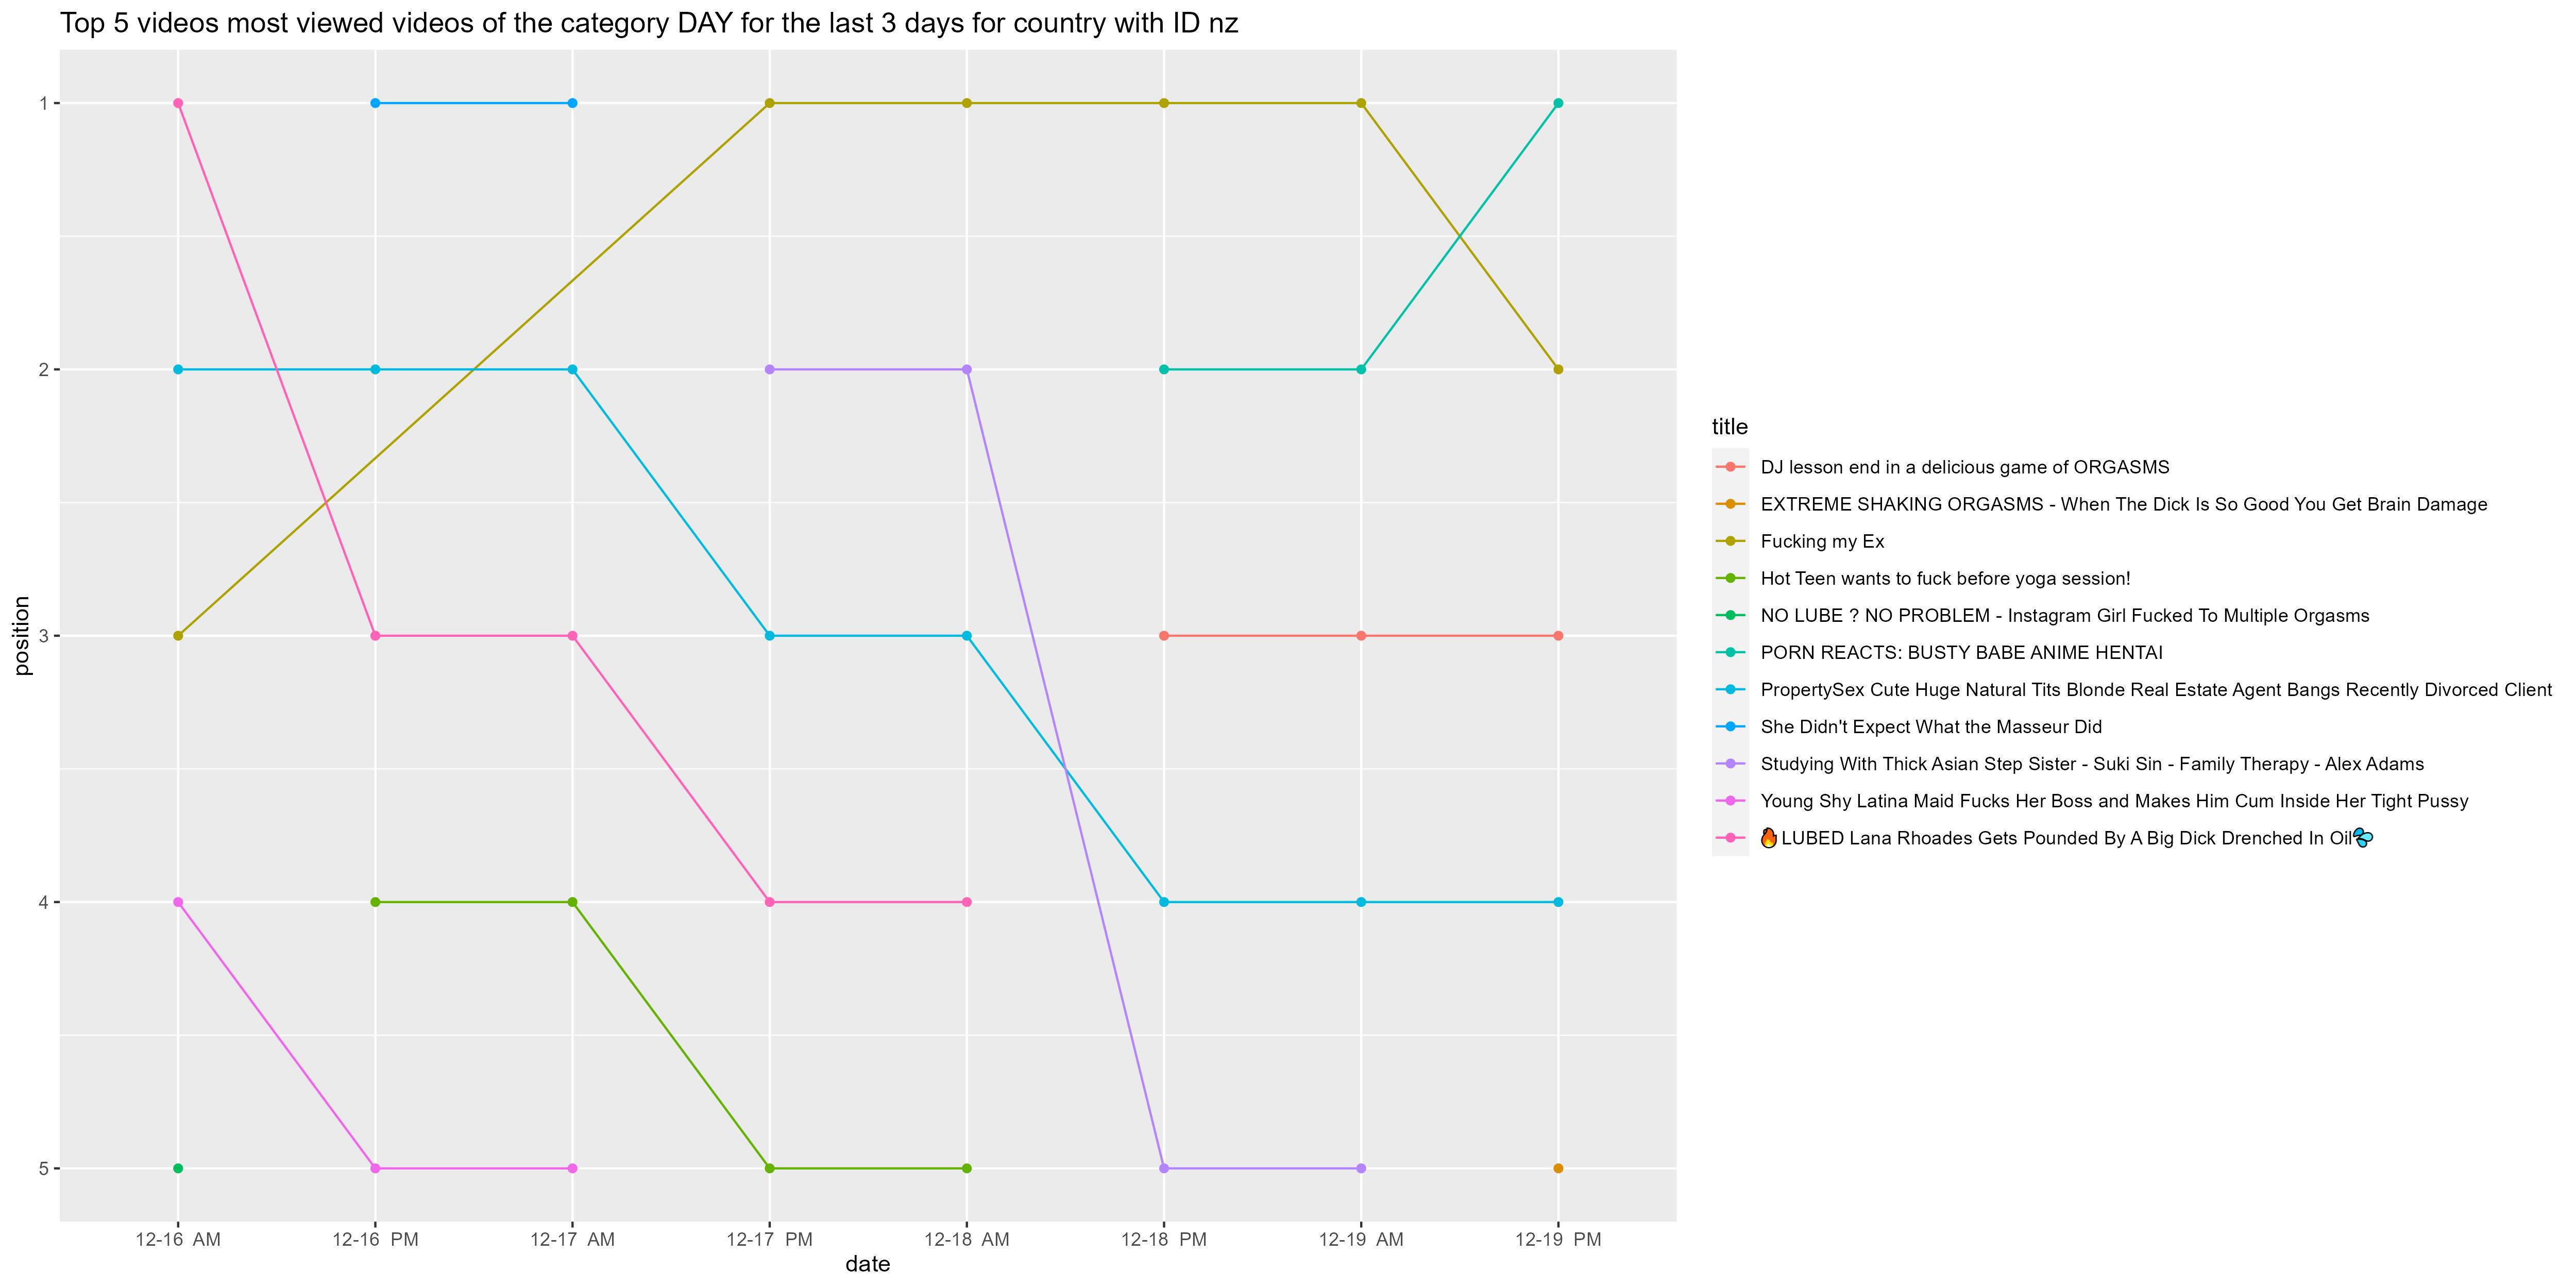 Top 5 videos most viewed videos of the category DAY for the last 3 days for country with ID nz
position
1
2
3
4
5
12-16 AM
12-16 PM
12-17 AM
12-17 PM
12-18 AM
12-18 PM
12-19 AM
12-19 PM
date
title
DJ lesson end in a delicious game of ORGASMS
EXTREME SHAKING ORGASMS - When The Dick Is So Good You Get Brain Damage
Fucking my Ex
Hot Teen wants to fuck before yoga session!
NO LUBE ? NO PROBLEM - Instagram Girl Fucked To Multiple Orgasms
PORN REACTS: BUSTY BABE ANIME HENTAI
PropertySex Cute Huge Natural Tits Blonde Real Estate Agent Bangs Recently Divorced Client
She Didn't Expect What the Masseur Did
Studying With Thick Asian Step Sister - Suki Sin - Family Therapy - Alex Adams
Young Shy Latina Maid Fucks Her Boss and Makes Him Cum Inside Her Tight Pussy
🔥LUBED Lana Rhoades Gets Pounded By A Big Dick Drenched In Oil💦